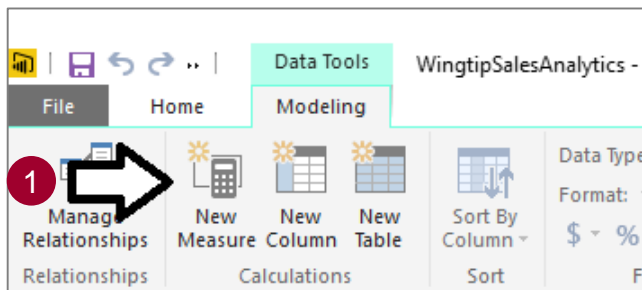 Data Tools
WingtipSalesAnalytics -
File
Home
Modeling
1
Manage
Relationships
New
Measure
New
Column
New
Table
Sort By
Column
Data Type
Format:
$ %
Relationships
Calculations
Sort
F